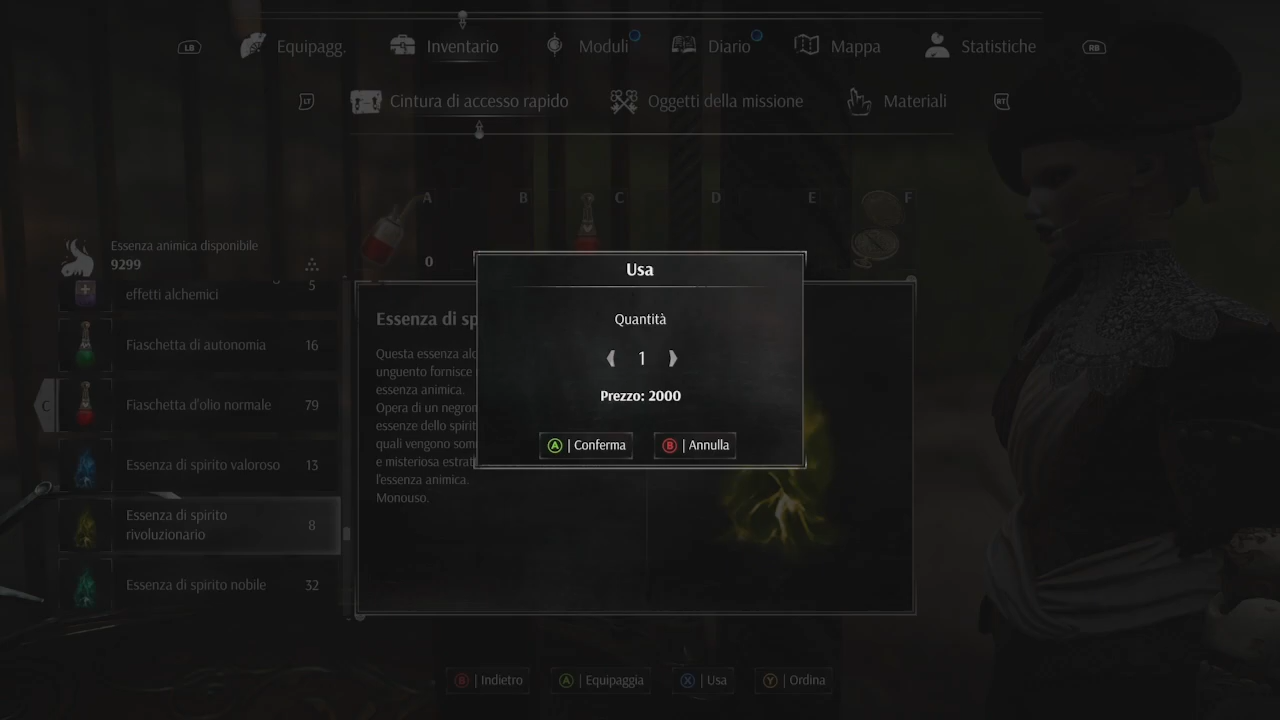 LB
Equipagg.
Inventario
Moduli
Diario
Mappa
Statistiche
RB
LT
Cintura di accesso rapido
Oggetti della missione
Materiali
RT
A
B
C
D
E
F
0
Essenza animica disponibile
9299
effetti alchemici
5
Fiaschetta di autonomia
16
C
Fiaschetta d'olio normale
79
Essenza di spirito valoroso
13
Essenza di spirito
rivoluzionario
8
Essenza di spirito nobile
32
Essenza di sp
Questa essenza alc
unguento fornisce
essenza animica.
Opera di un negron
essenze dello spirit
quali vengono som
e misteriosa estrat
l'essenza animica.
Monouso.
Usa
Quantità
1
Prezzo: 2000
A | Conferma
B | Annulla
B | Indietro
A | Equipaggia
X | Usa
Y | Ordina